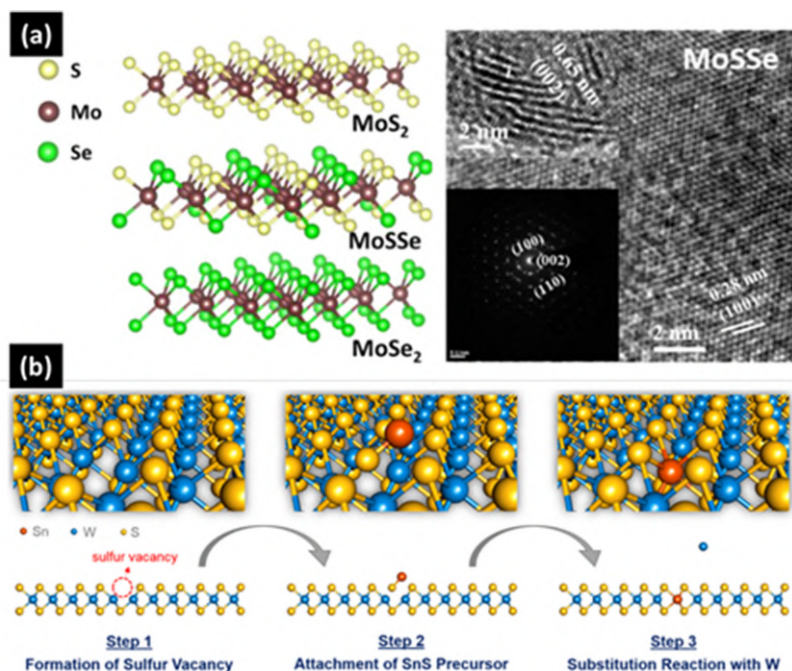 (a)
S
Mo
Se
MoS₂
MoSSe
MoSe₂
MoSSe
0.65 nm
(002)
2 nm
(100)
(002)
(110)
0.28 nm
(100)
2 nm
(b)
Sn
W
S
sulfur vacancy
Step 1
Formation of Sulfur Vacancy
Step 2
Attachment of SnS Precursor
Step 3
Substitution Reaction with W